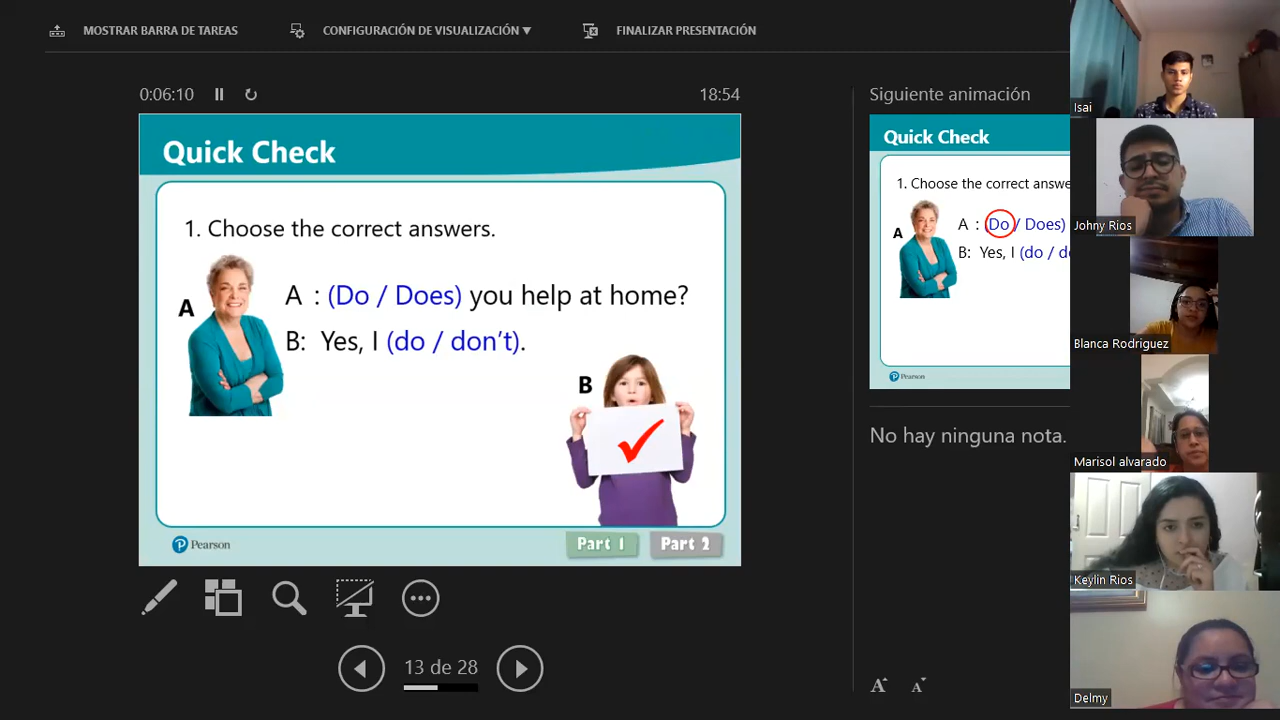 MOSTRAR BARRA DE TAREAS
CONFIGURACIÓN DE VISUALIZACIÓN ▼
FINALIZAR PRESENTACIÓN
0:06:10
18:54
Quick Check
1. Choose the correct answers.
A
A : (Do / Does) you help at home?
B: Yes, I (do / don't).
B
Pearson
Part 1
Part 2
13 de 28
Siguiente animación
Quick Check
1. Choose the correct answe
A
A : (Do / Does)
B: Yes, I (do / do
Pearson
No hay ninguna nota.
A
A
Isai
Johny Rios
Blanca Rodriguez
Marisol alvarado
Keylin Rios
Delmy